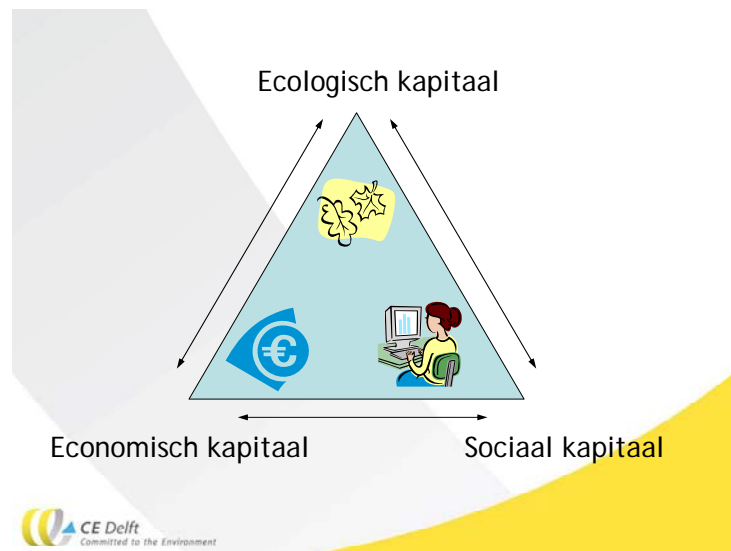 Ecologisch kapitaal
€
Economisch kapitaal
Sociaal kapitaal
CE Delft
Committed to the Environment